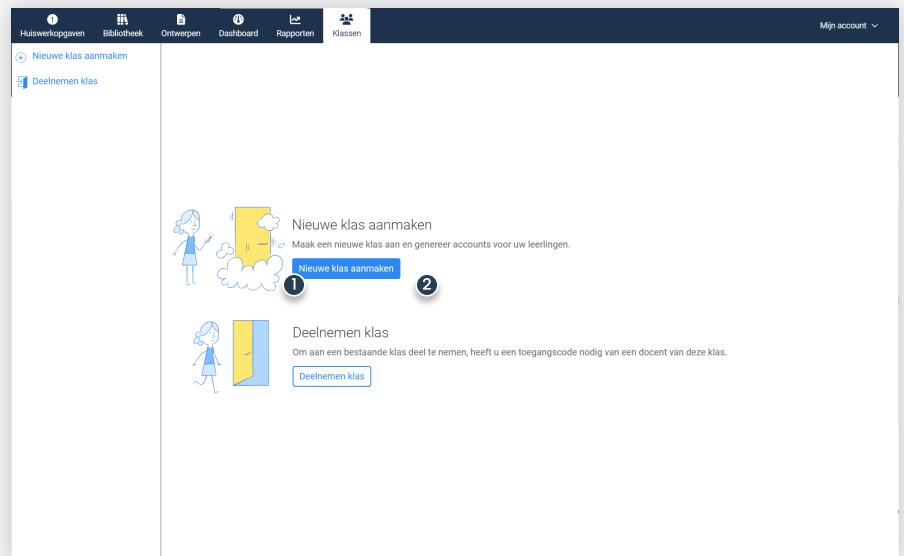 Huiswerkopgaven Bibliotheek Ontwerpen Dashboard Rapporten Klassen Mijn account
Nieuwe klas aanmaken
Deelnemen klas
Nieuwe klas aanmaken
Maak een nieuwe klas aan en genereer accounts voor uw leerlingen.
Nieuwe klas aanmaken
1 2
Deelnemen klas
Om aan een bestaande klas deel te nemen, heeft u een toegangscode nodig van een docent van deze klas.
Deelnemen klas